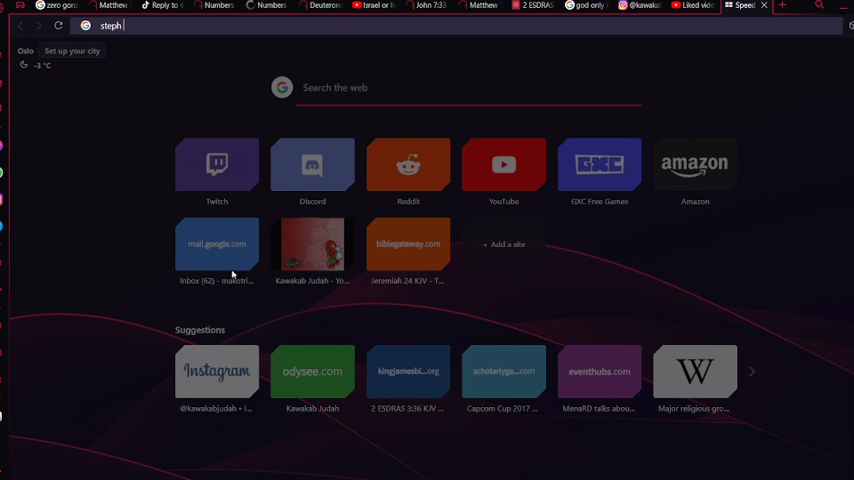 zero gonz
Matthew
Reply to
Numbers
Numbers
Deuteron
Israel or h
John 7:33
Matthew
2 ESDRAS
god only
@kawakal
Liked vide
Speed
steph
Oslo
Set up your city
-3 °C
Search the web
Twitch
Discord
Reddit
YouTube
GXC
GXC Free Games
amazon
Amazon
mail.google.com
Inbox (62) - makotri...
Kawakab Judah - Yo...
biblegateway.com
Jeremiah 24 KJV - T...
+ Add a site
Suggestions
Instagram
odysee.com
kingjamesbi...org
scholarlyga...com
eventhubs.com
W
@kawakabjudah • I...
Kawakab Judah
2 ESDRAS 3:36 KJV ...
Capcom Cup 2017 ...
MenaRD talks abou...
Major religious gro...